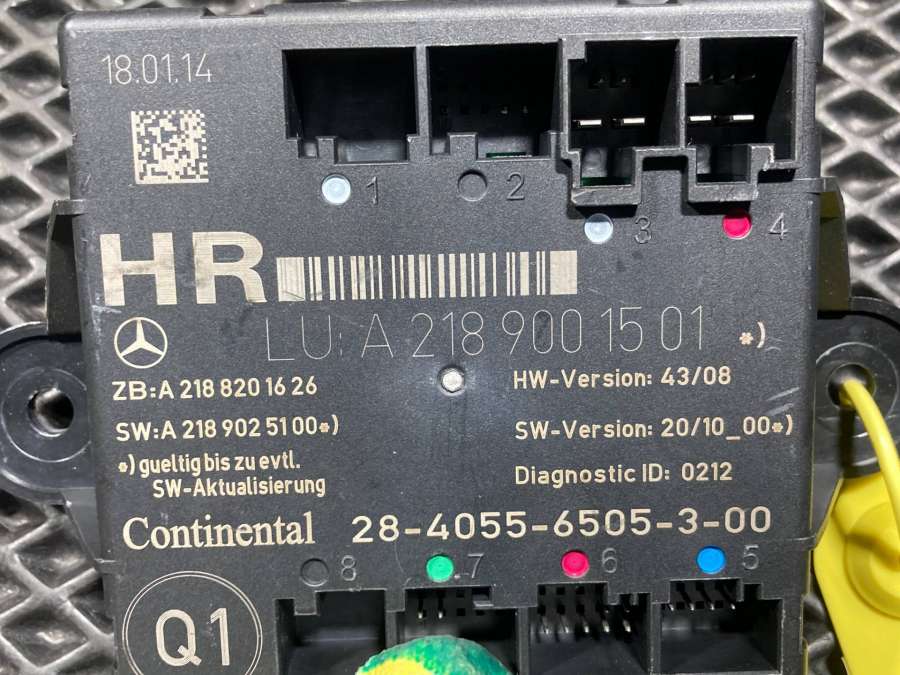 18.01.14
1 2
3 4
HR
LU: A 218 900 15 01 *)
ZB: A 218 820 16 26
HW-Version: 43/08
SW: A 218 902 51 00*)
SW-Version: 20/10_00*)
*) gueltig bis zu evtl.
SW-Aktualisierung
Diagnostic ID: 0212
Continental 28-4055-6505-3-00
8 7 6 5
Q1